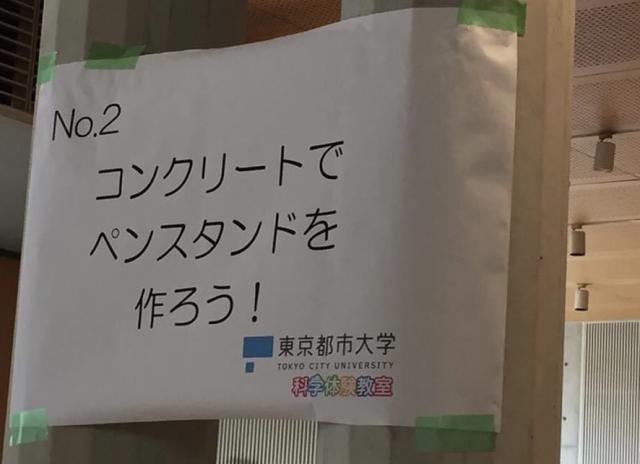 No.2
コンクリートで
ペンスタンドを
作ろう！
東京都市大学
TOKYO CITY UNIVERSITY
科学体験教室